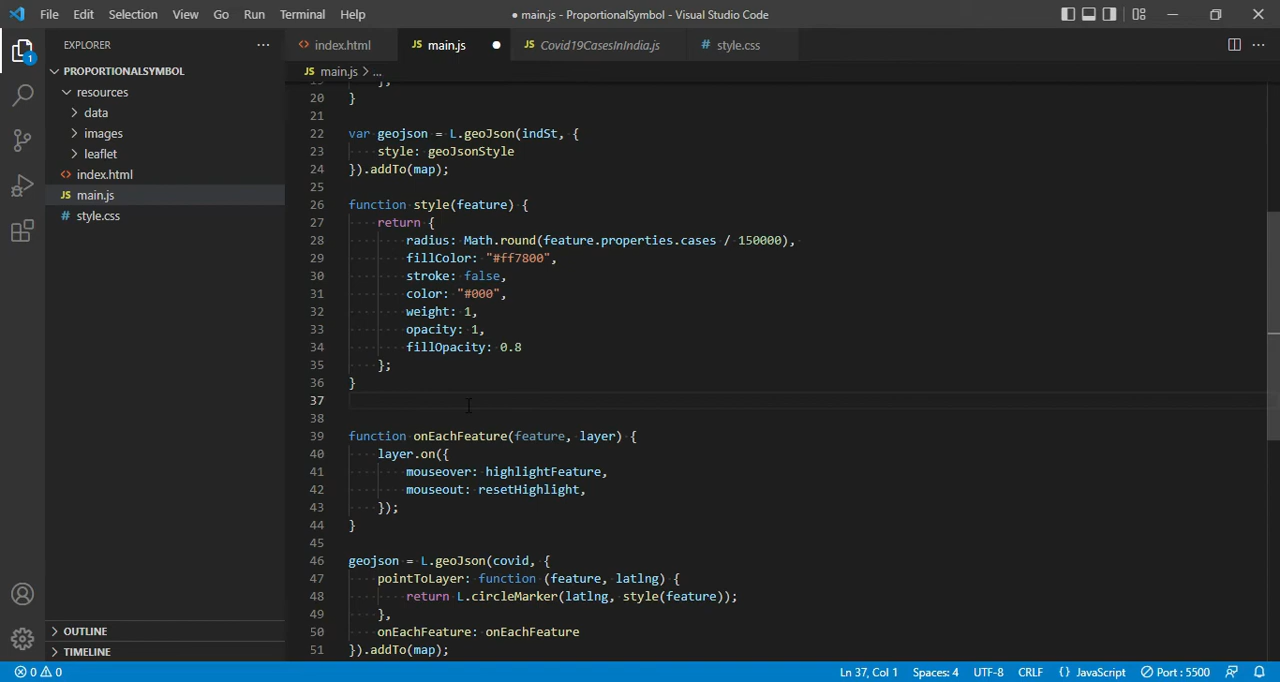 File Edit Selection View Go Run Terminal Help
● main.js - ProportionalSymbol - Visual Studio Code
EXPLORER
index.html
JS main.js
JS Covid19CasesInIndia.js
# style.css
1
PROPORTIONALSYMBOL
resources
data
images
leaflet
index.html
JS main.js
# style.css
OUTLINE
TIMELINE
JS main.js > ...
20 }
21
22 var geojson = L.geoJson(indSt, {
23 style: geoJsonStyle
24 }).addTo(map);
25
26 function style(feature) {
27 return {
28 radius: Math.round(feature.properties.cases / 150000),
29 fillColor: "#ff7800",
30 stroke: false,
31 color: "#000",
32 weight: 1,
33 opacity: 1,
34 fillOpacity: 0.8
35 };
36 }
37
38
39 function onEachFeature(feature, layer) {
40 layer.on({
41 mouseover: highlightFeature,
42 mouseout: resetHighlight,
43 });
44 }
45
46 geojson = L.geoJson(covid, {
47 pointToLayer: function (feature, latlng) {
48 return L.circleMarker(latlng, style(feature));
49 },
50 onEachFeature: onEachFeature
51 }).addTo(map);
0 0
Ln 37, Col 1 Spaces: 4 UTF-8 CRLF {} JavaScript Port : 5500